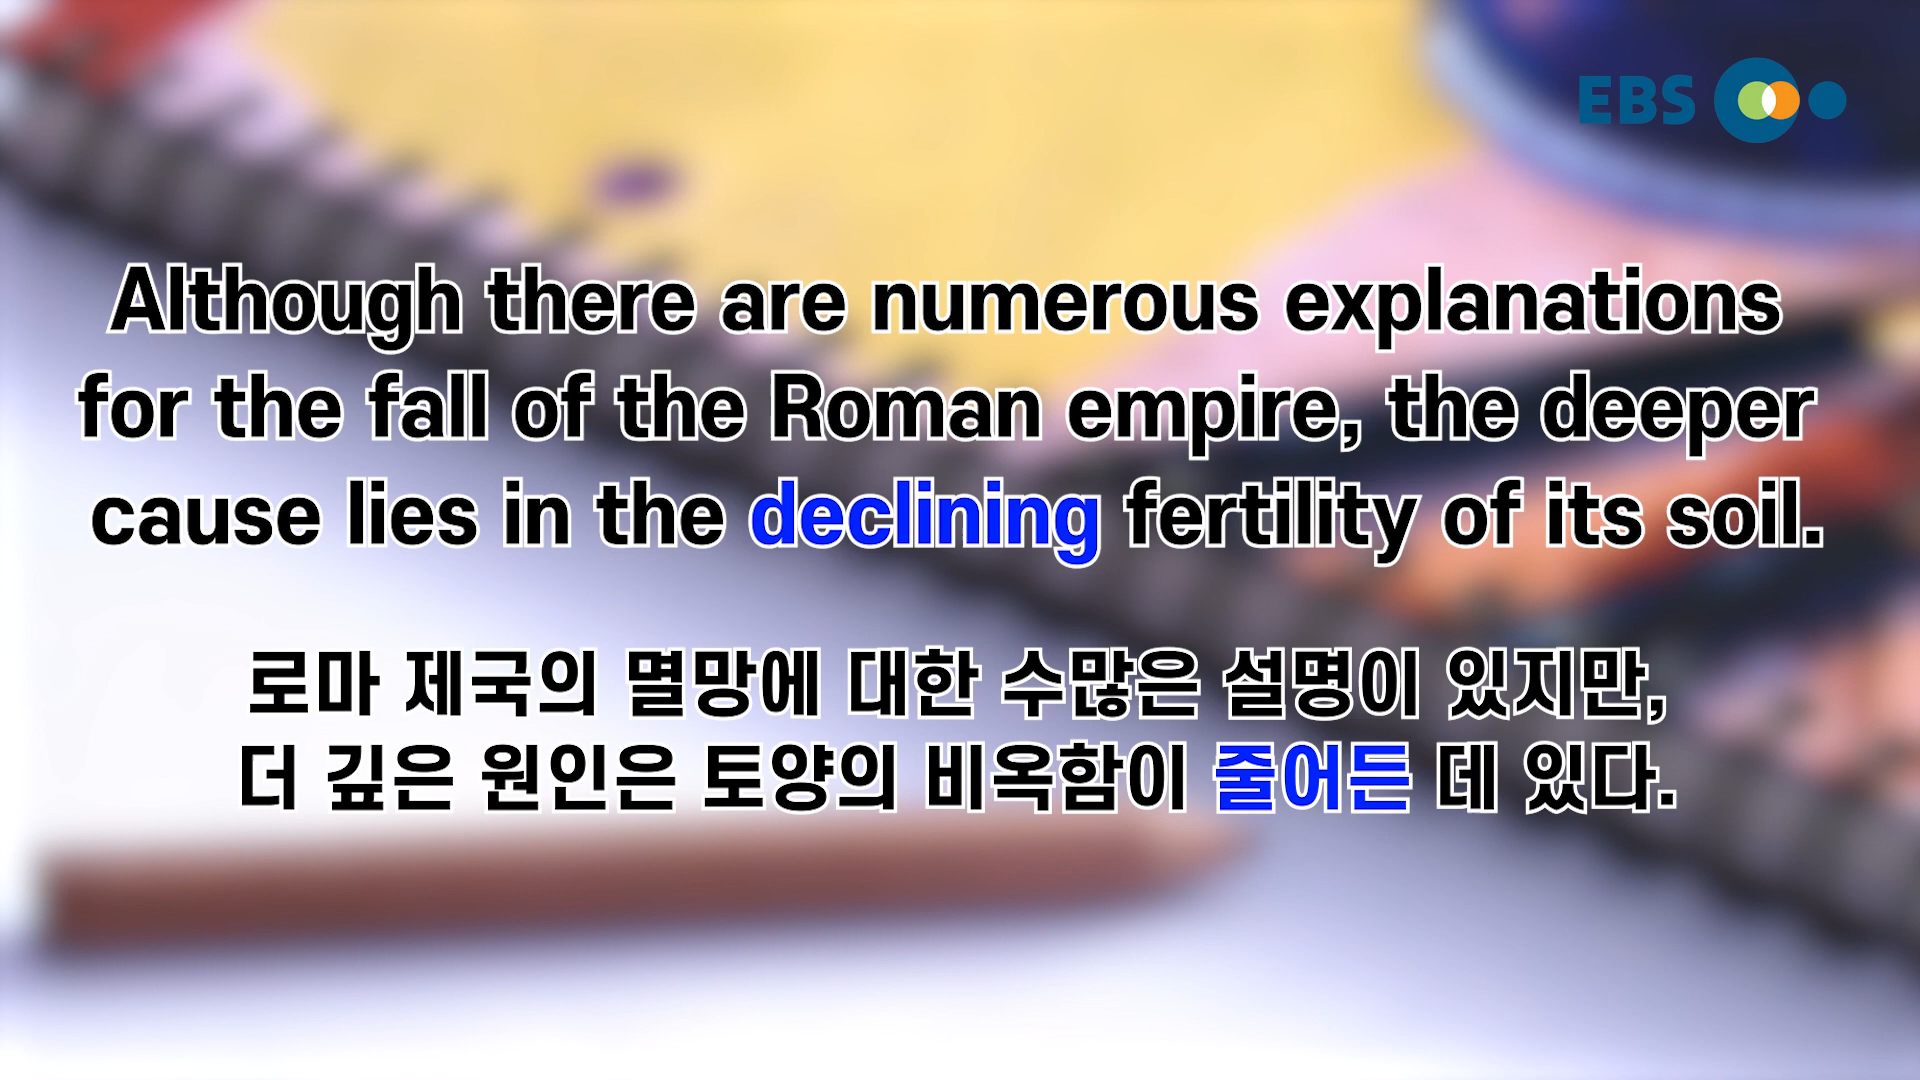 EBS
Although there are numerous explanations
for the fall of the Roman empire, the deeper
cause lies in the declining fertility of its soil.
로마 제국의 멸망에 대한 수많은 설명이 있지만,
더 깊은 원인은 토양의 비옥함이 줄어든 데 있다.